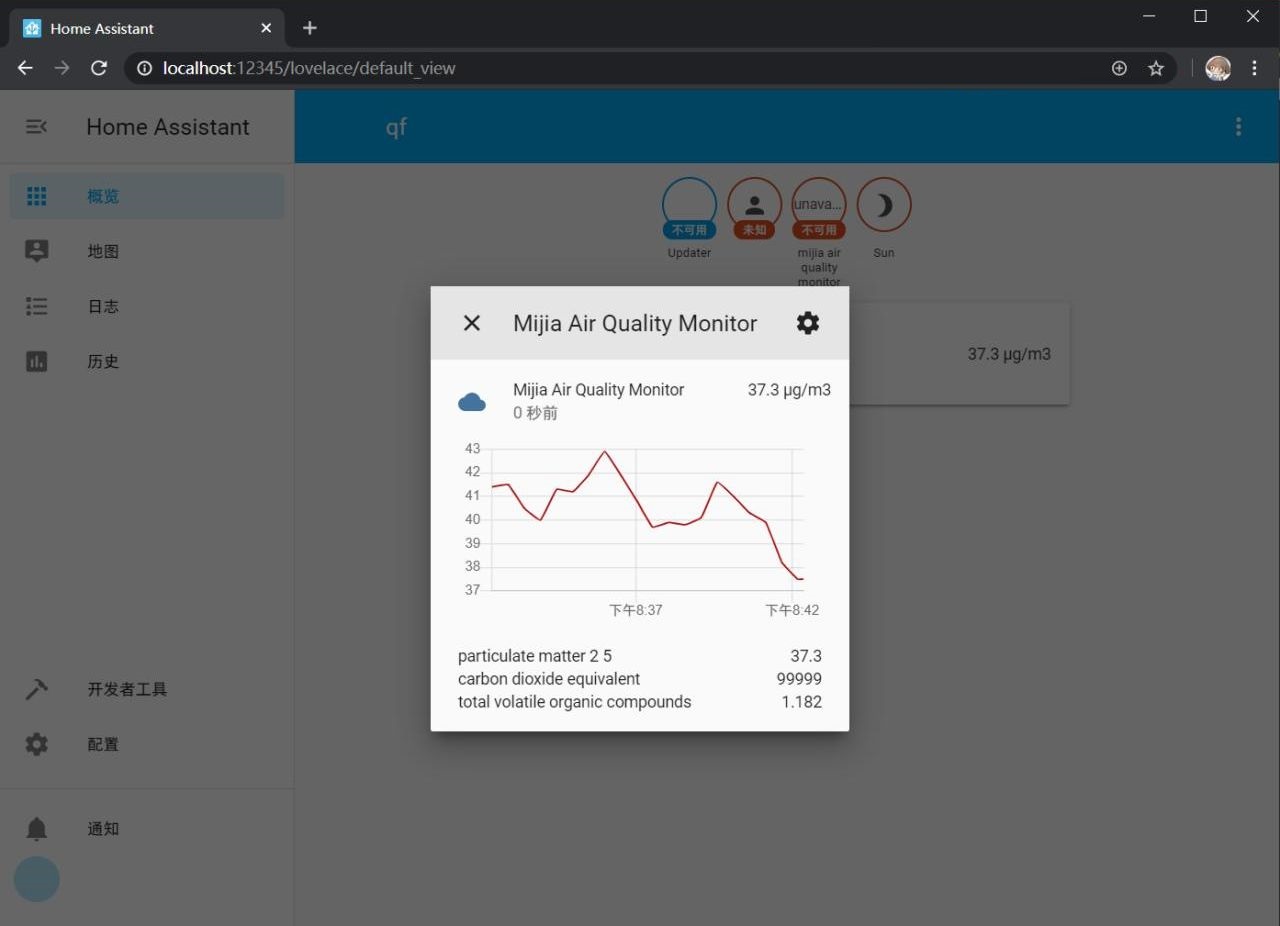 Home Assistant
localhost:12345/lovelace/default_view
Home Assistant
qf
概览
地图
日志
历史
开发者工具
配置
通知
unava...
不可用
未知
不可用
Updater
mijia air
quality
monitor
Sun
37.3 µg/m3
Mijia Air Quality Monitor
Mijia Air Quality Monitor
37.3 µg/m3
0 秒前
43
42
41
40
39
38
37
下午8:37
下午8:42
particulate matter 2 5
37.3
carbon dioxide equivalent
99999
total volatile organic compounds
1.182